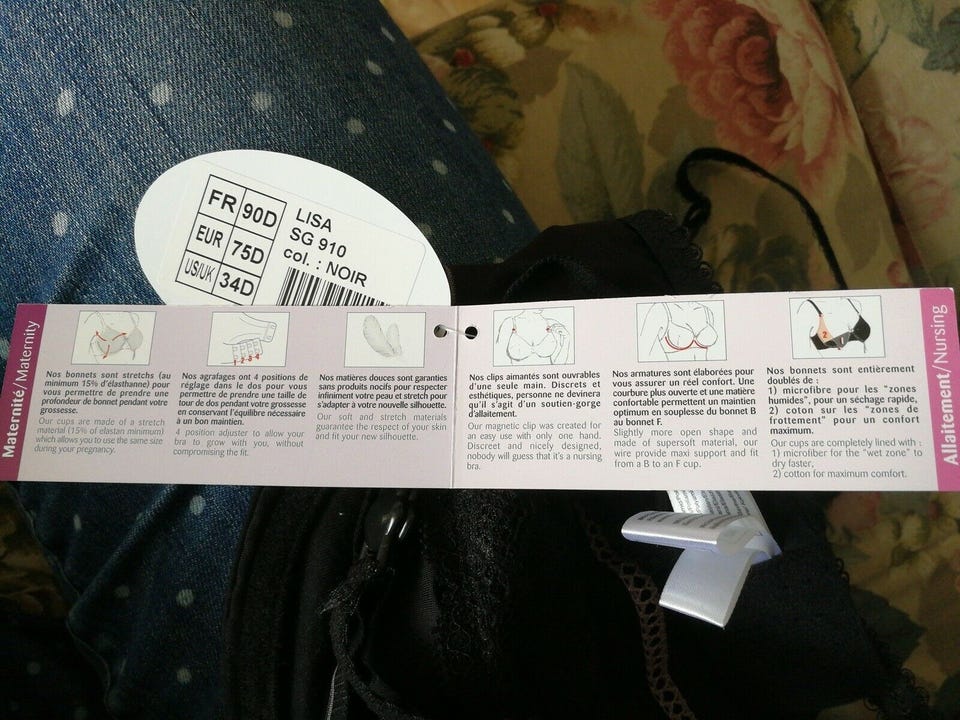 FR 90D
EUR 75D
US/UK 34D
LISA
SG 910
col. : NOIR
Maternité/Maternity
Nos bonnets sont stretchs (au
minimum 15% d'élasthanne) pour
vous permettre de prendre une
profondeur de bonnet pendant votre
grossesse.
Our cups are made of a stretch
material (15% of elastan minimum)
which allows you to use the same size
during your pregnancy.
Nos agrafages ont 4 positions de
réglage dans le dos pour vous
permettre de prendre une taille de
tour de dos pendant votre grossesse
en conservant l'équilibre nécessaire
à un bon maintien.
4 position adjuster to allow your
bra to grow with you, without
compromising the fit.
Nos matières douces sont garanties
sans produits nocifs pour respecter
infiniment votre peau et stretch pour
s'adapter à votre nouvelle silhouette.
Our soft and stretch materials
guarantee the respect of your skin
and fit your new silhouette.
Nos clips aimantés sont ouvrables
d'une seule main. Discrets et
esthétiques, personne ne devinera
qu'il s'agit d'un soutien-gorge
d'allaitement.
Our magnetic clip was created for
an easy use with only one hand.
Discreet and nicely designed,
nobody will guess that it's a nursing
bra.
Nos armatures sont élaborées pour
vous assurer un réel confort. Une
courbure plus ouverte et une matière
confortable permettent un maintien
optimum en souplesse du bonnet B
au bonnet F.
Slightly more open shape and
made of supersoft material, our
wire provide maxi support and fit
from a B to an F cup.
Nos bonnets sont entièrement
doublés de :
1) microfibre pour les "zones
humides", pour un séchage rapide,
2) coton sur les "zones de
frottement" pour un confort
maximum.
Our cups are completely lined with :
1) microfiber for the "wet zone" to
dry faster,
2) cotton for maximum comfort.
Allaitement/Nursing